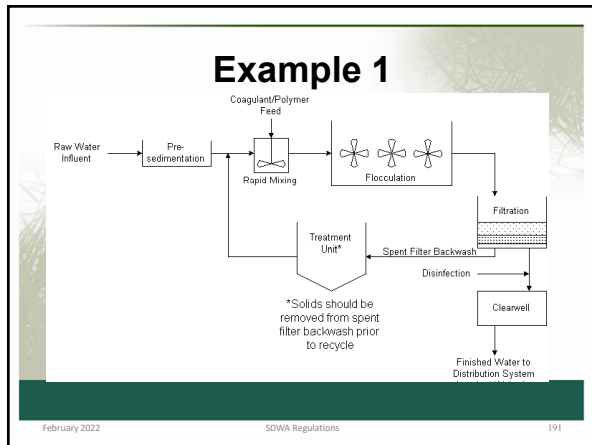 Example 1
Coagulant/Polymer
Feed
Raw Water
Influent
Pre-
sedimentation
Rapid Mixing
Flocculation
Filtration
Treatment
Unit*
Spent Filter Backwash
Disinfection
*Solids should be
removed from spent
filter backwash prior
to recycle
Clearwell
Finished Water to
Distribution System
February 2022
SDWA Regulations
191